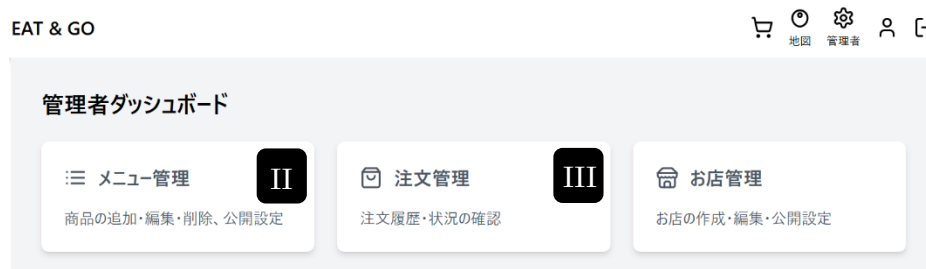 EAT & GO
地図
管理者
管理者ダッシュボード
メニュー管理
II
商品の追加・編集・削除、公開設定
注文管理
III
注文履歴・状況の確認
お店管理
お店の作成・編集・公開設定